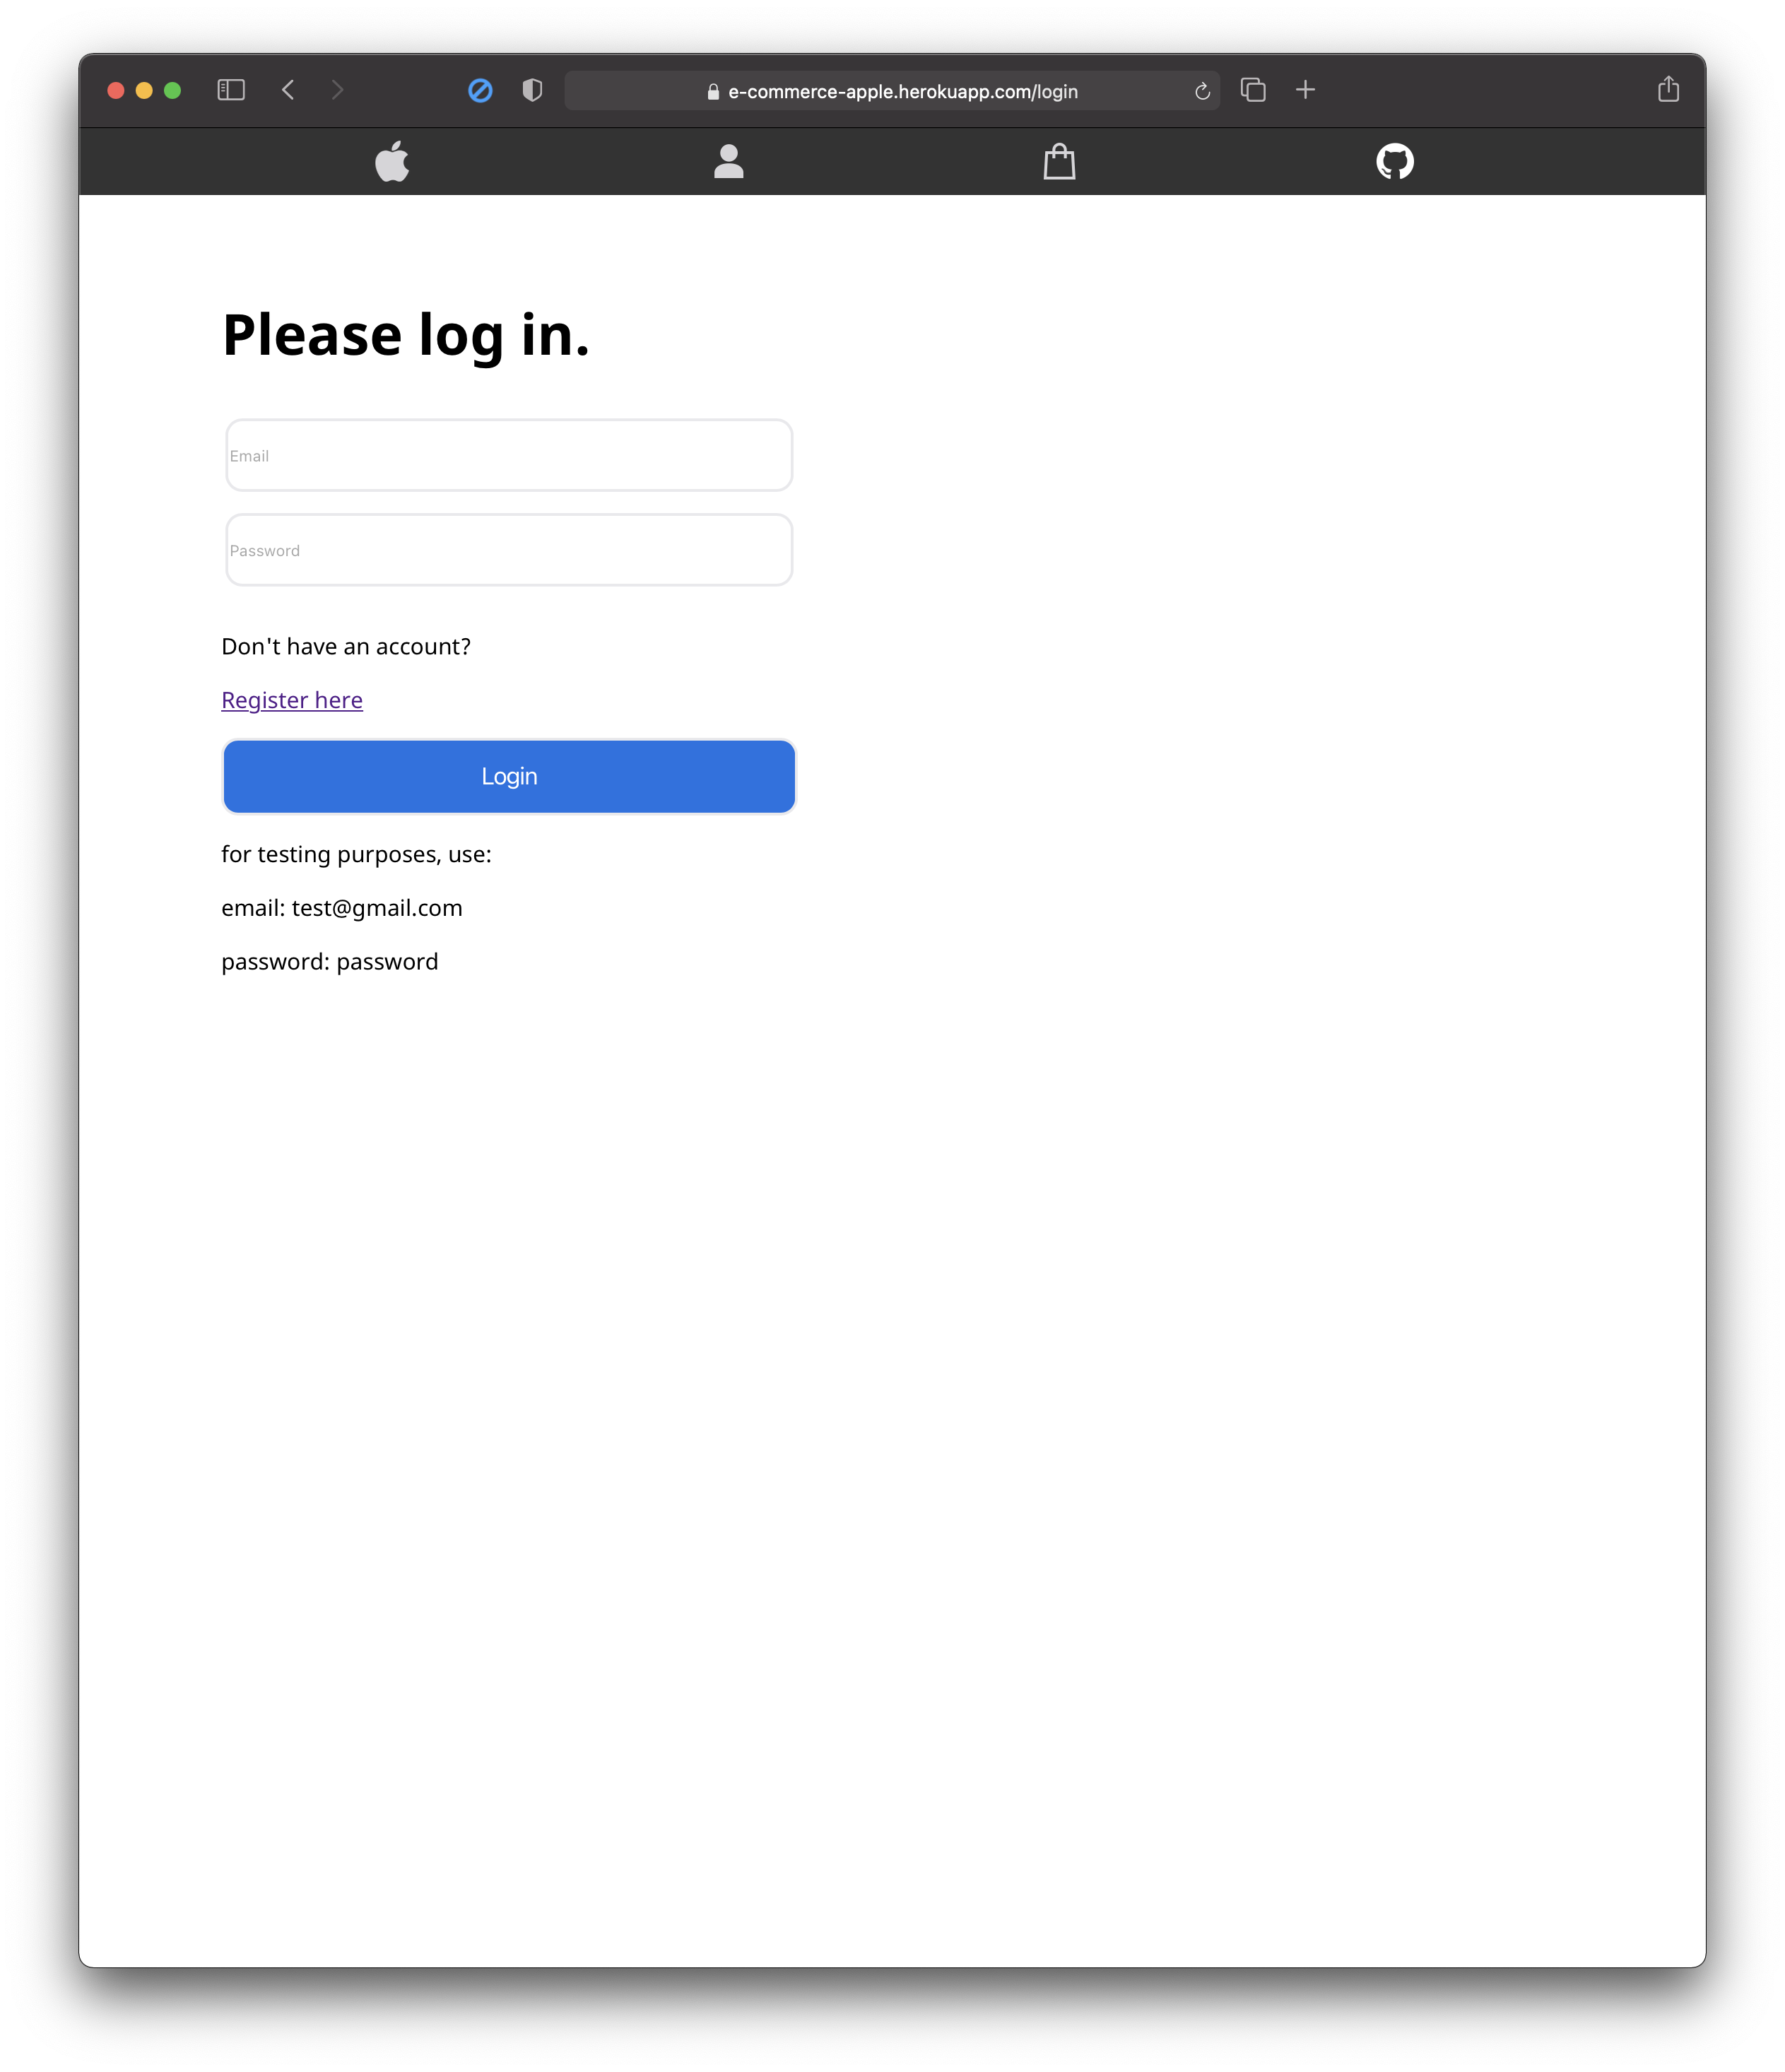 e-commerce-apple.herokuapp.com/login
Please log in.
Email
Password
Don't have an account?
Register here
Login
for testing purposes, use:
email: test@gmail.com
password: password